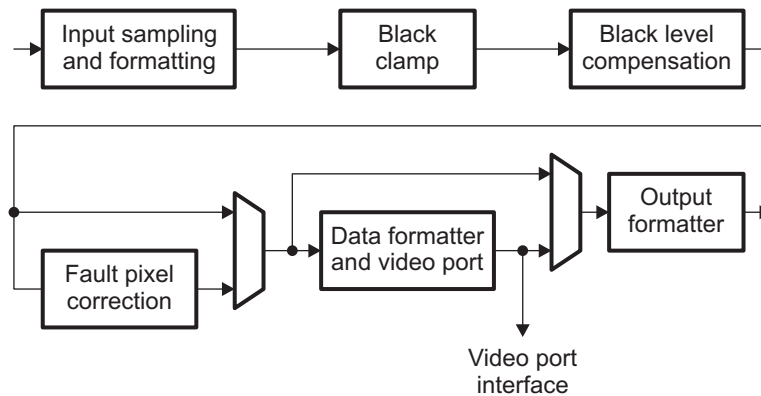 Input sampling
and formatting
Black
clamp
Black level
compensation
Fault pixel
correction
Data formatter
and video port
Output
formatter
Video port
interface